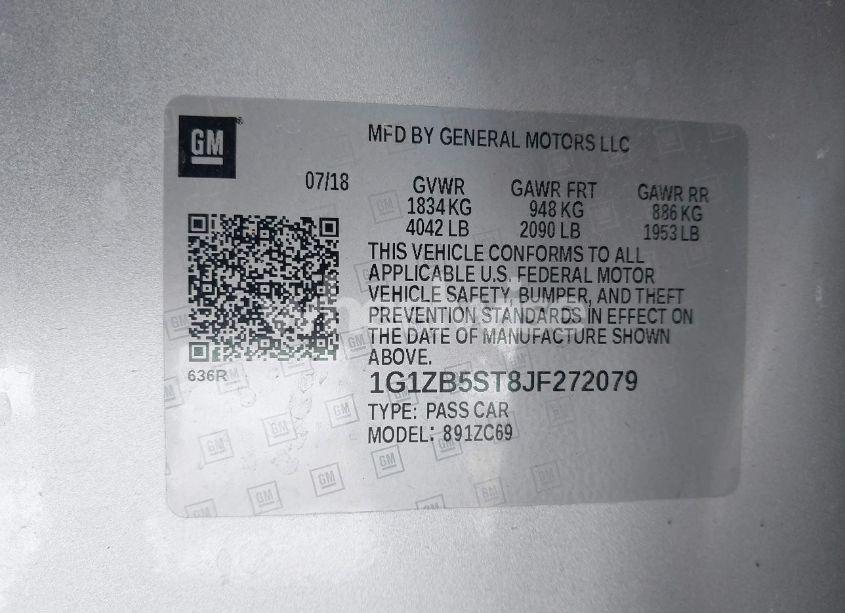 GM
MFD BY GENERAL MOTORS LLC
07/18
GVWR GAWR FRT GAWR RR
1834 KG 948 KG 886 KG
4042 LB 2090 LB 1953 LB
THIS VEHICLE CONFORMS TO ALL
APPLICABLE U.S. FEDERAL MOTOR
VEHICLE SAFETY, BUMPER, AND THEFT
PREVENTION STANDARDS IN EFFECT ON
THE DATE OF MANUFACTURE SHOWN
ABOVE.
636R
1G1ZB5ST8JF272079
TYPE: PASS CAR
MODEL: 891ZC69